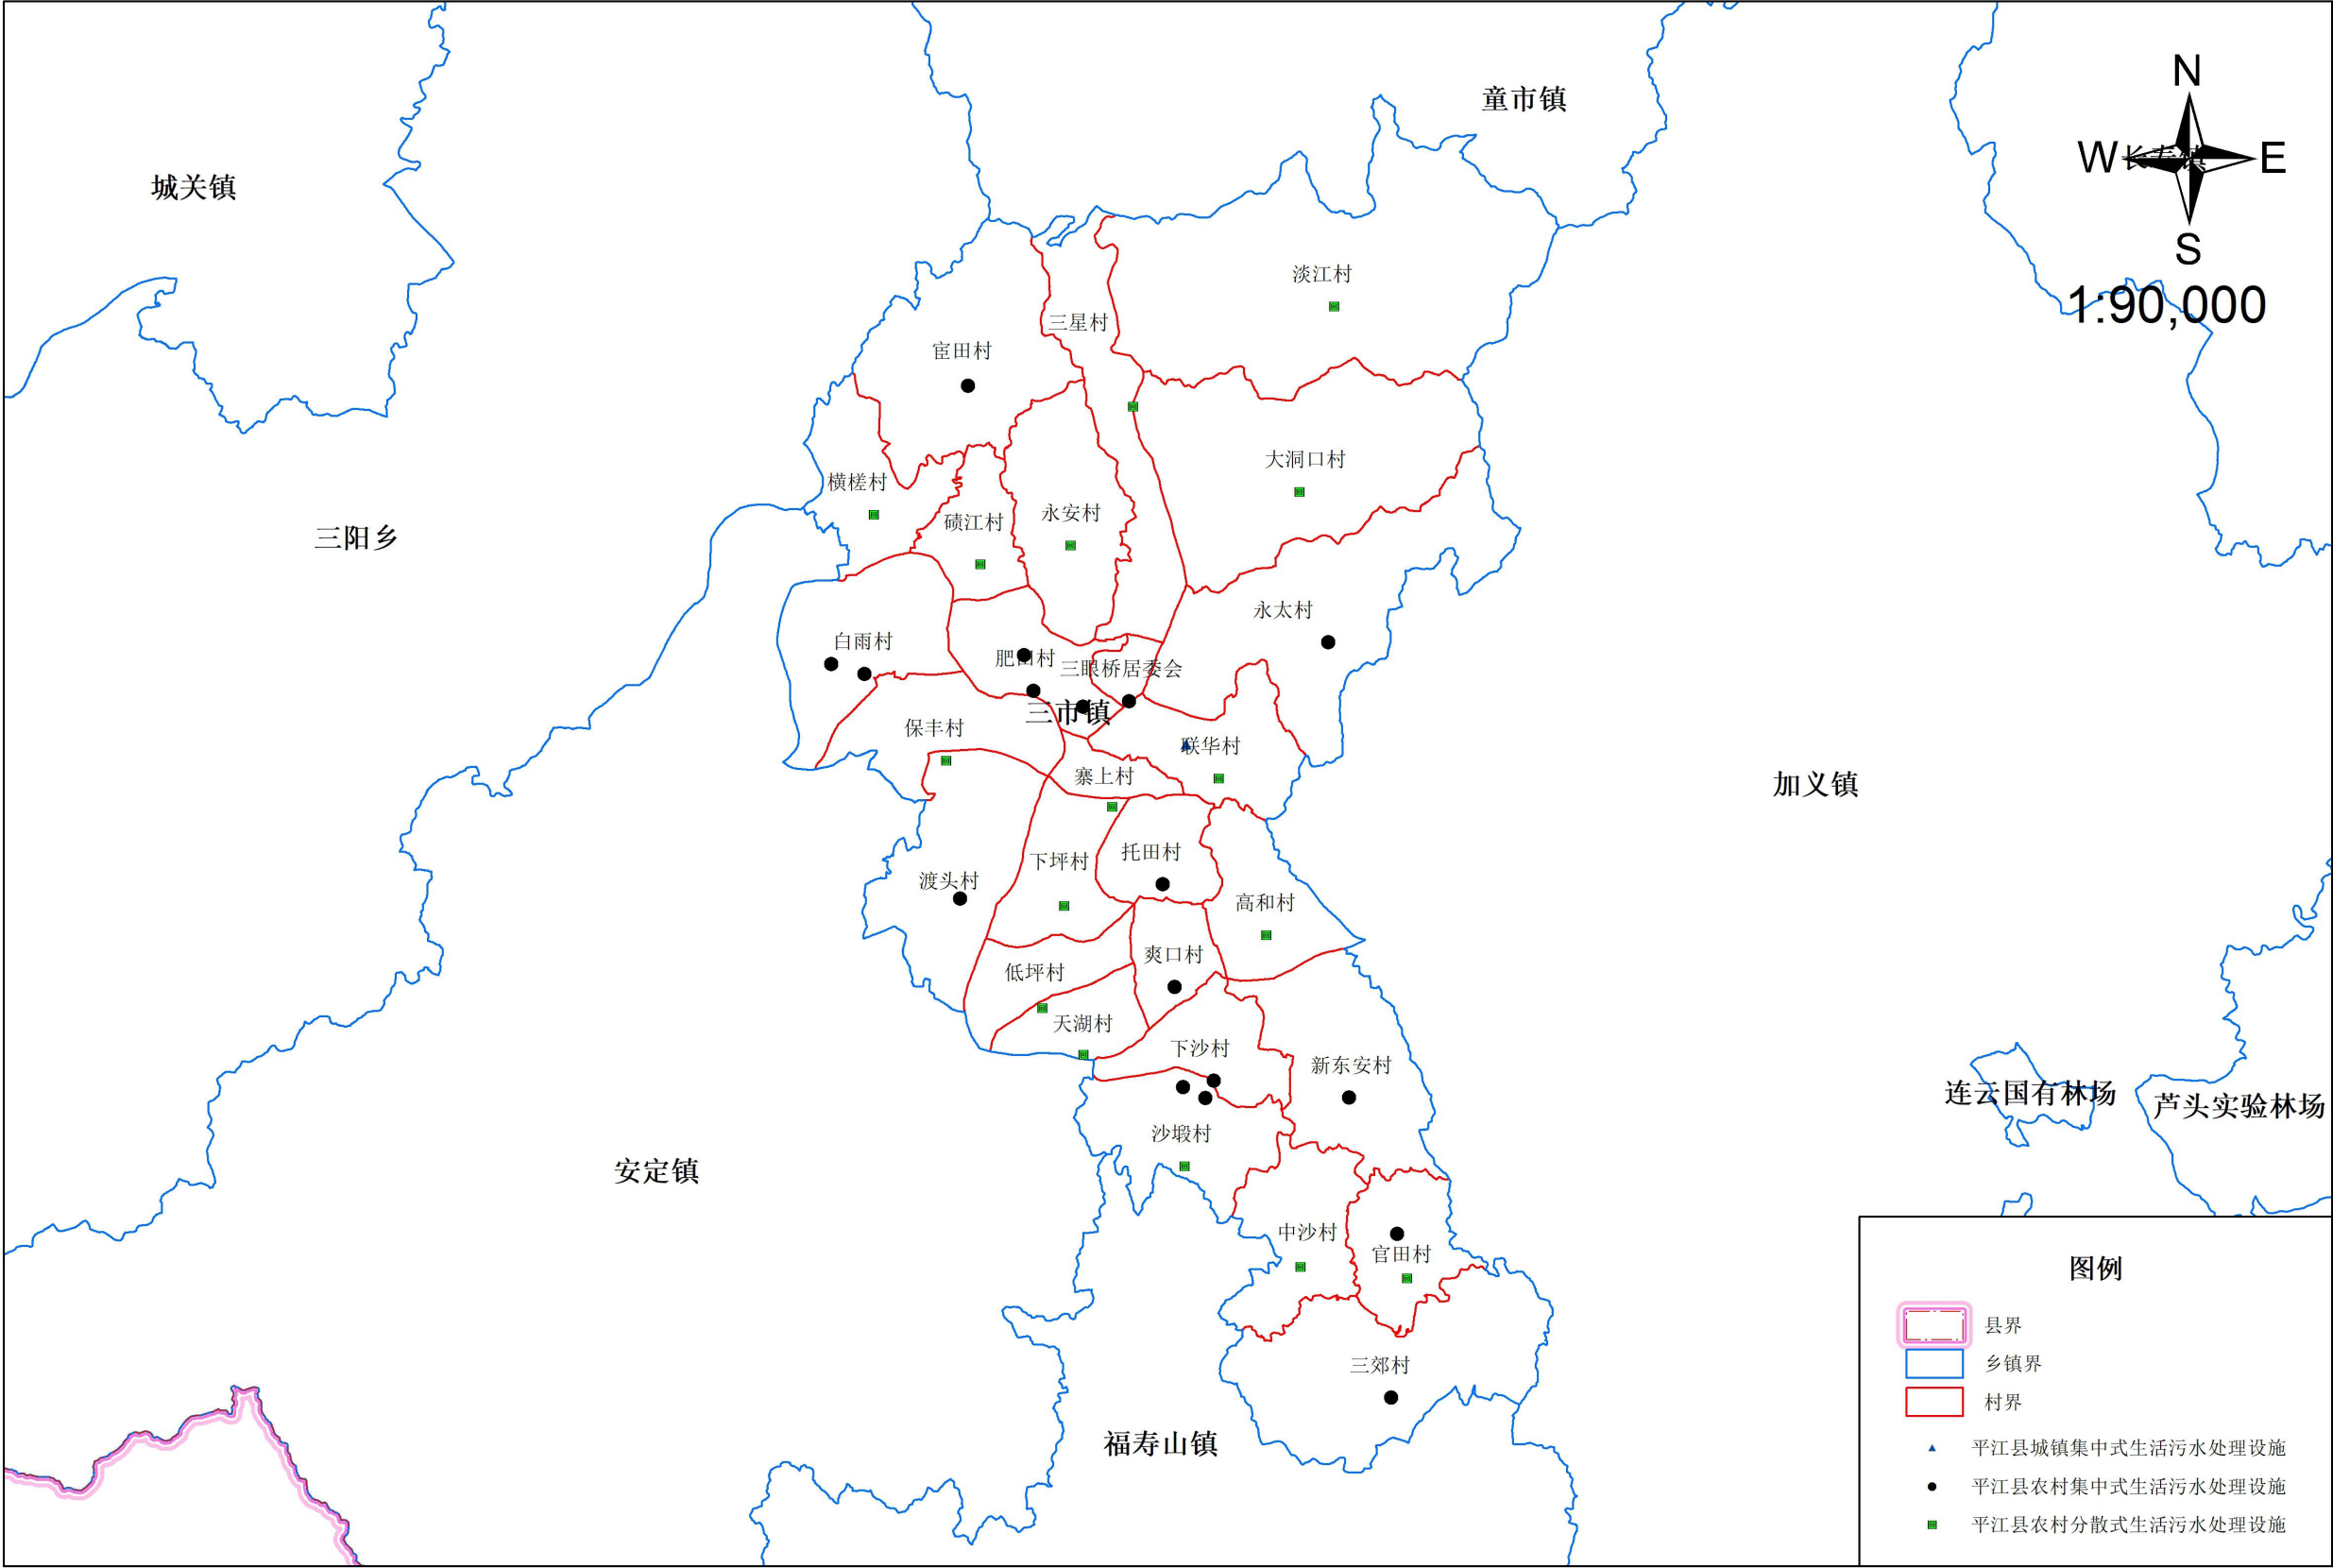 童市镇
N
W
长寿镇
E
城关镇
S
淡江村
1:90,000
三星村
宦田村
大洞口村
横槎村
永安村
碛江村
三阳乡
永太村
白雨村
肥田村
三眼桥居委会
三市镇
保丰村
联华村
寨上村
加义镇
托田村
下坪村
渡头村
高和村
爽口村
低坪村
天湖村
下沙村
新东安村
连云国有林场
芦头实验林场
沙塅村
安定镇
中沙村
官田村
三郊村
福寿山镇
图例
县界
乡镇界
村界
平江县城镇集中式生活污水处理设施
平江县农村集中式生活污水处理设施
平江县农村分散式生活污水处理设施